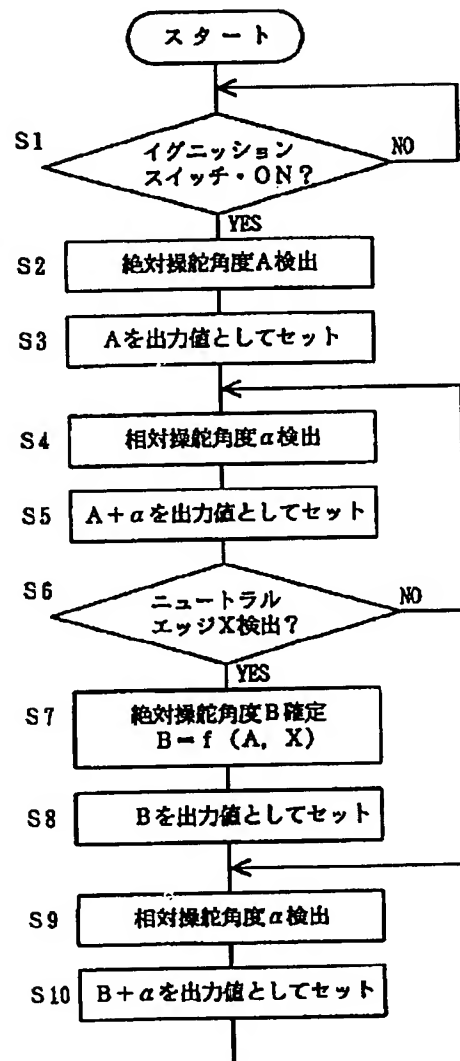 スタート
S1
イグニッション
スイッチ・ON?
NO
YES
S2
絶対操舵角度A検出
S3
Aを出力値としてセット
S4
相対操舵角度α検出
S5
A+αを出力値としてセット
S6
ニュートラル
エッジX検出?
NO
YES
S7
絶対操舵角度B確定
B=f (A, X)
S8
Bを出力値としてセット
S9
相対操舵角度α検出
S10
B+αを出力値としてセット